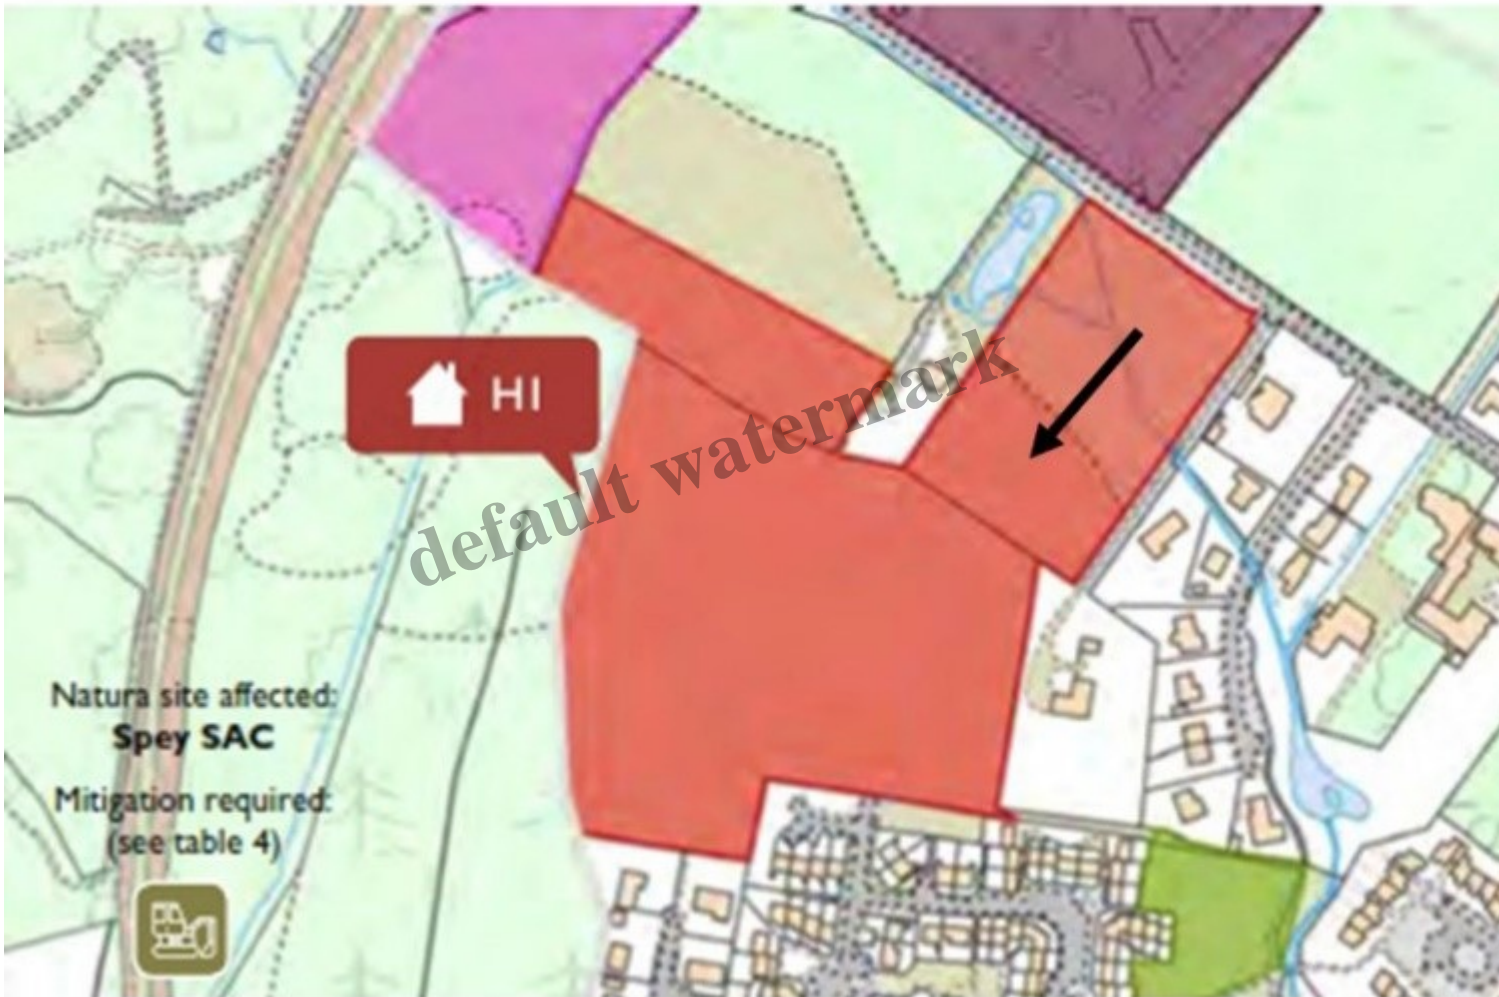 HI
default watermark
Natura site affected:
Spey SAC
Mitigation required:
(see table 4)